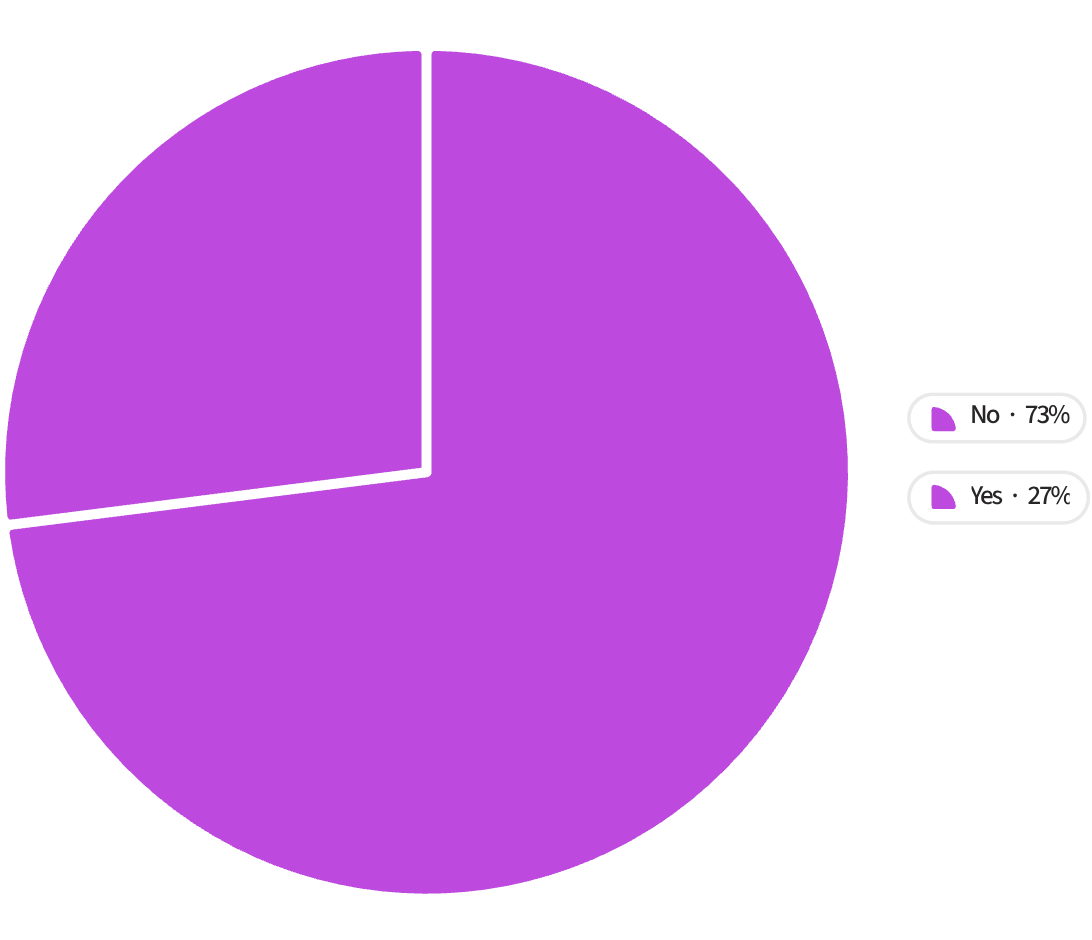 No · 73%
Yes · 27%